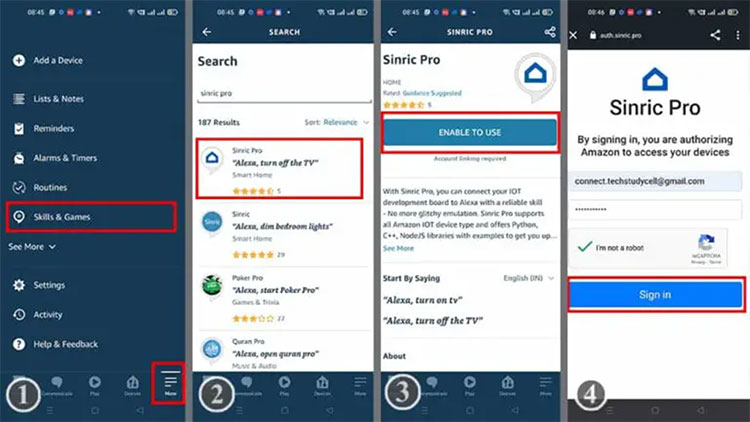 08:45
Add a Device
Lists & Notes
Reminders
Alarms & Timers
Routines
Skills & Games
See More
Settings
Activity
Help & Feedback
More
1
08:45
SEARCH
Search
sinric pro
187 Results
Sort: Relevance
Sinric Pro
"Alexa, turn off the TV"
Smart Home
5
Sinric
Sinric
"Alexa, dim bedroom lights"
Smart Home
29
Poker Pro
"Alexa, start Poker Pro"
Games & Trivia
Quran Pro
"Alexa, open quran pro"
Music & Audio
Communicate
Play
Devices
More
2
08:45
SINRIC PRO
Sinric Pro
HOME
Rated: Guidance Suggested
5
ENABLE TO USE
Account linking required
With Sinric Pro, you can connect your IOT
development board to Alexa with a reliable skill
- No more glitchy emulation. Sinric Pro supports
all Amazon IOT device type and offers Python,
C++, NodeJS libraries with examples to get you up...
See More
Start By Saying
English (IN)
"Alexa, turn on tv"
"Alexa, turn off the TV"
About
Communicate
Play
Devices
More
3
08:46
auth.sinric.pro
Sinric Pro
By signing in, you are authorizing
Amazon to access your devices
connect.techstudycell@gmail.com
I'm not a robot
reCAPTCHA
Privacy - Terms
Sign in
4